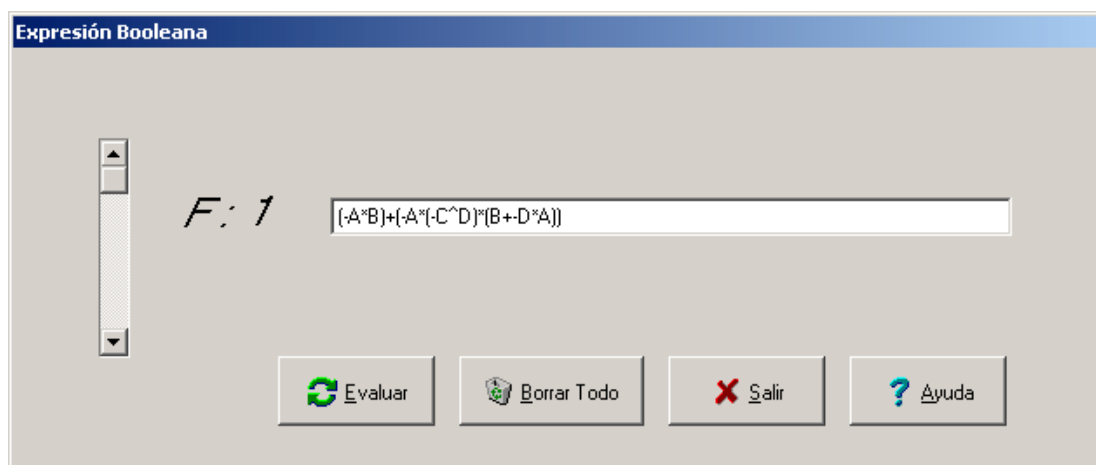 Expresión Booleana
F: 1
(-A*B)+(-A*(-C^D)*(B+-D*A))
Evaluar Borrar Todo Salir Ayuda